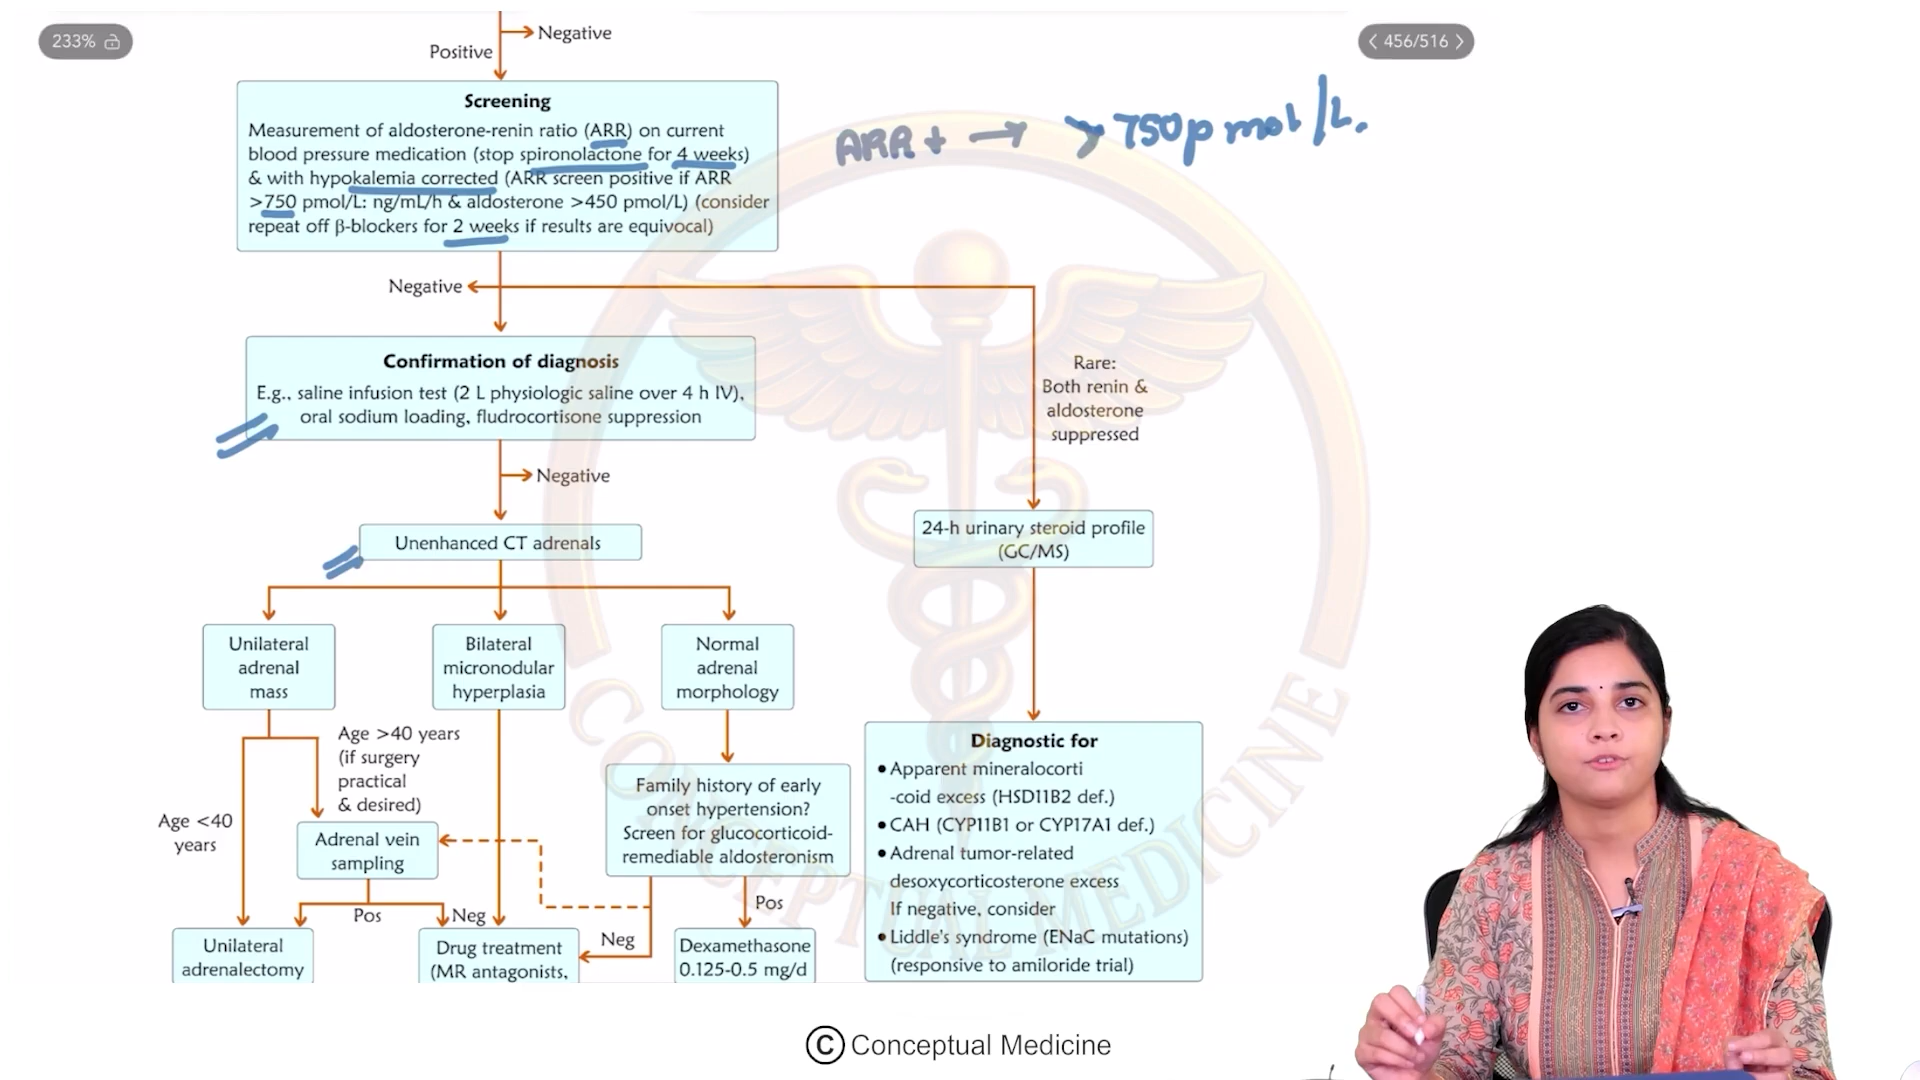 233%
456/516
Negative
Positive
Screening
Measurement of aldosterone-renin ratio (ARR) on current
blood pressure medication (stop spironolactone for 4 weeks)
& with hypokalemia corrected (ARR screen positive if ARR
>750 pmol/L: ng/mL/h & aldosterone >450 pmol/L) (consider
repeat off β-blockers for 2 weeks if results are equivocal)
ARR+ → >750pmol/L.
Negative
Rare:
Both renin &
aldosterone
suppressed
Confirmation of diagnosis
E.g., saline infusion test (2 L physiologic saline over 4 h IV),
oral sodium loading, fludrocortisone suppression
Negative
Unenhanced CT adrenals
24-h urinary steroid profile
(GC/MS)
Unilateral
adrenal
mass
Bilateral
micronodular
hyperplasia
Normal
adrenal
morphology
Age >40 years
(if surgery
practical
& desired)
Age <40
years
Adrenal vein
sampling
Family history of early
onset hypertension?
Screen for glucocorticoid-
remediable aldosteronism
Pos
Neg
Neg
Pos
Unilateral
adrenalectomy
Drug treatment
(MR antagonists,
Dexamethasone
0.125-0.5 mg/d
Diagnostic for
• Apparent mineralocorti
-coid excess (HSD11B2 def.)
• CAH (CYP11B1 or CYP17A1 def.)
• Adrenal tumor-related
desoxycorticosterone excess
If negative, consider
• Liddle's syndrome (ENaC mutations)
(responsive to amiloride trial)
CONCEPTUAL MEDICINE
© Conceptual Medicine